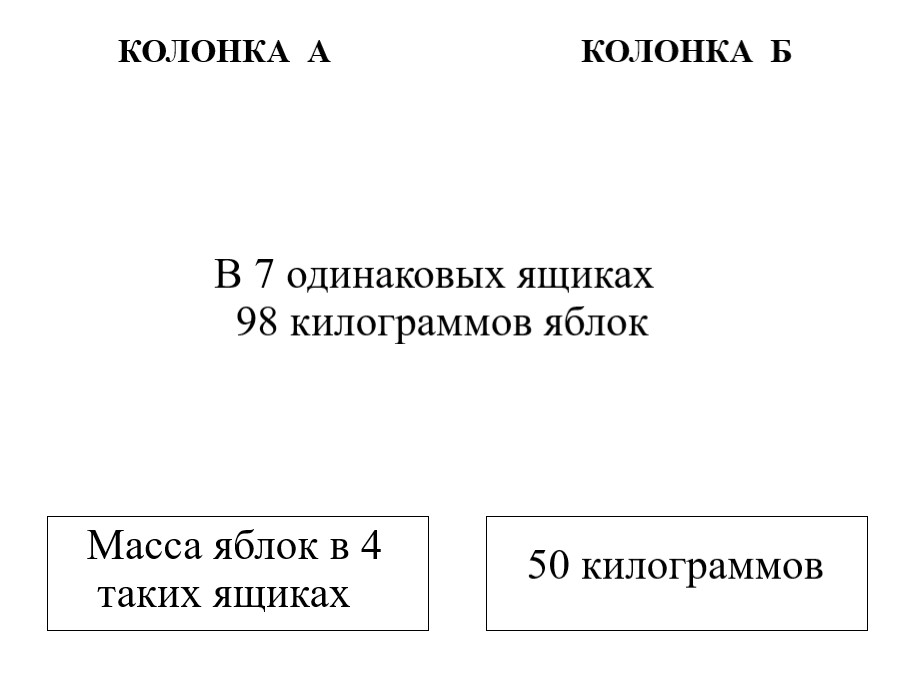 КОЛОНКА А
КОЛОНКА Б
В 7 одинаковых ящиках
98 килограммов яблок
Масса яблок в 4
таких ящиках
50 килограммов